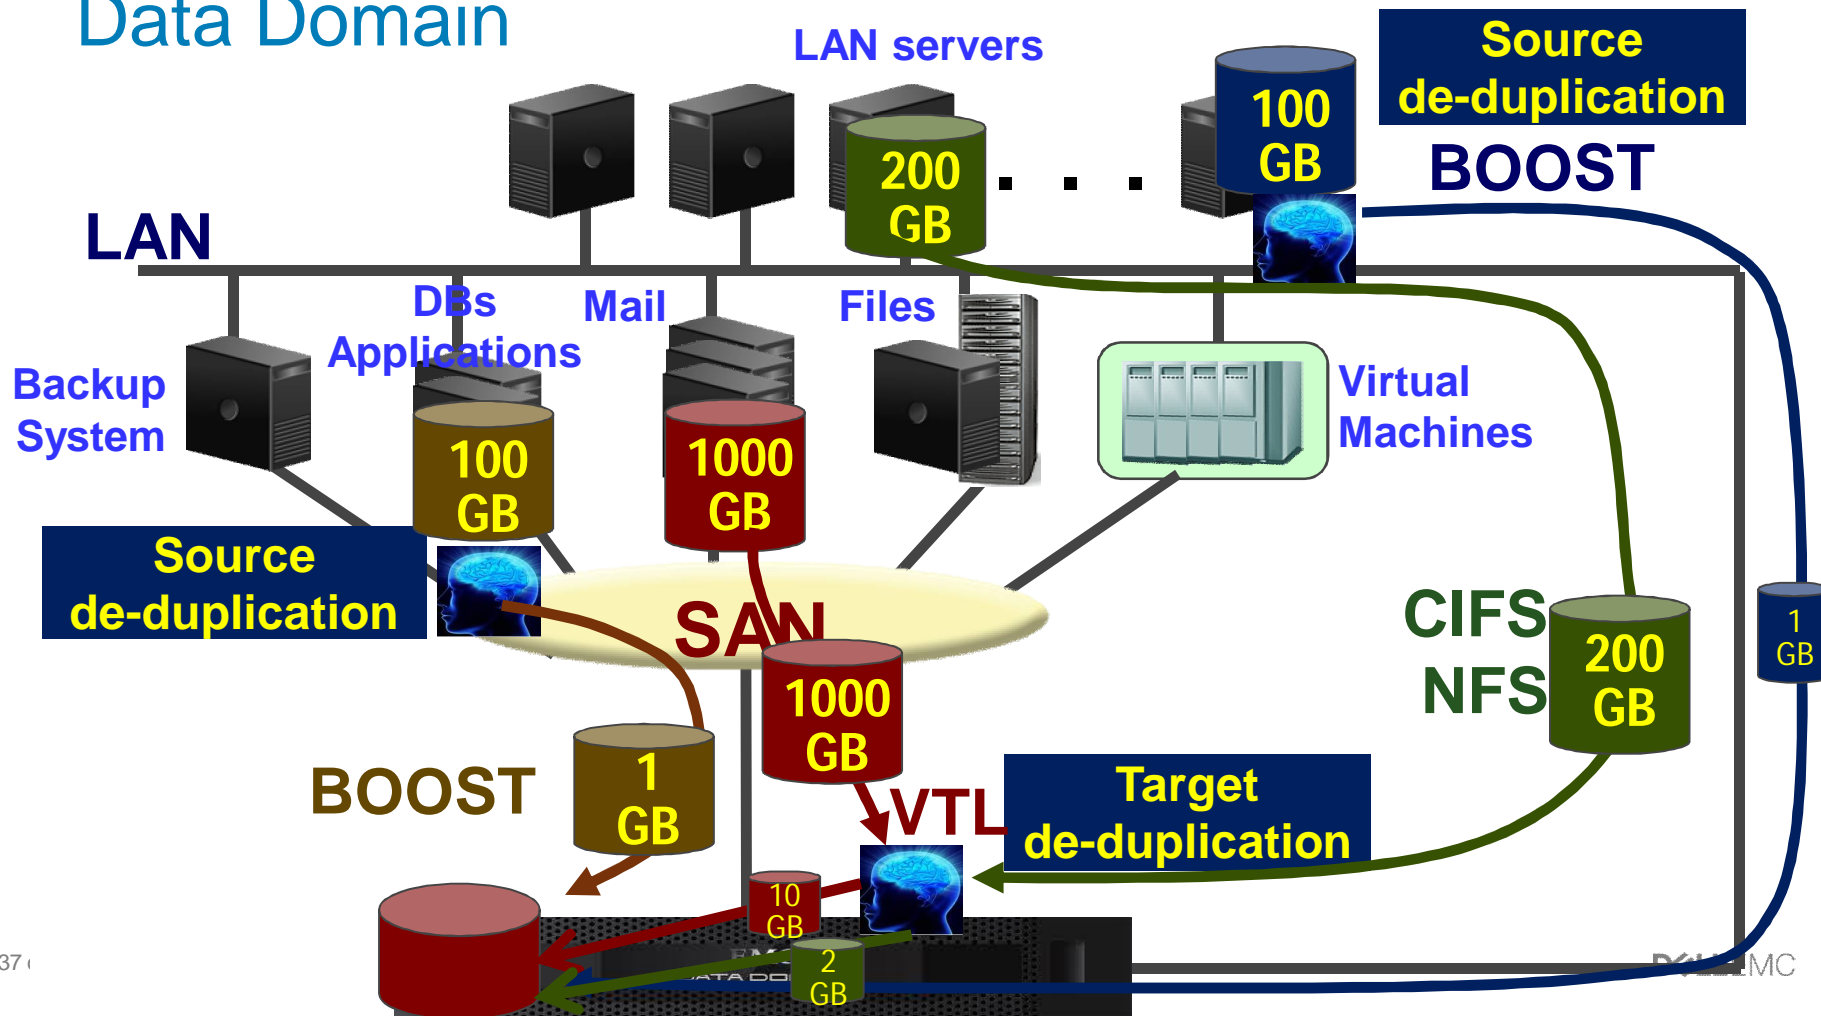 Data Domain
LAN servers
Source
de-duplication
100
GB
BOOST
200
GB
. . .
LAN
DBs
Applications
Mail
Files
Backup
System
Virtual
Machines
100
GB
1000
GB
Source
de-duplication
SAN
CIFS
NFS
200
GB
1
GB
1000
GB
BOOST
1
GB
VTL
Target
de-duplication
10
GB
2
GB
37
EMC